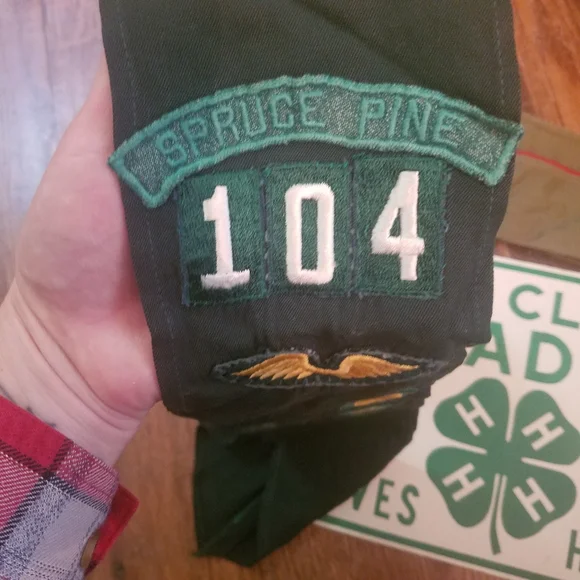 SPRUCE PINE
104
CL
AD
H H
H H
VES
H